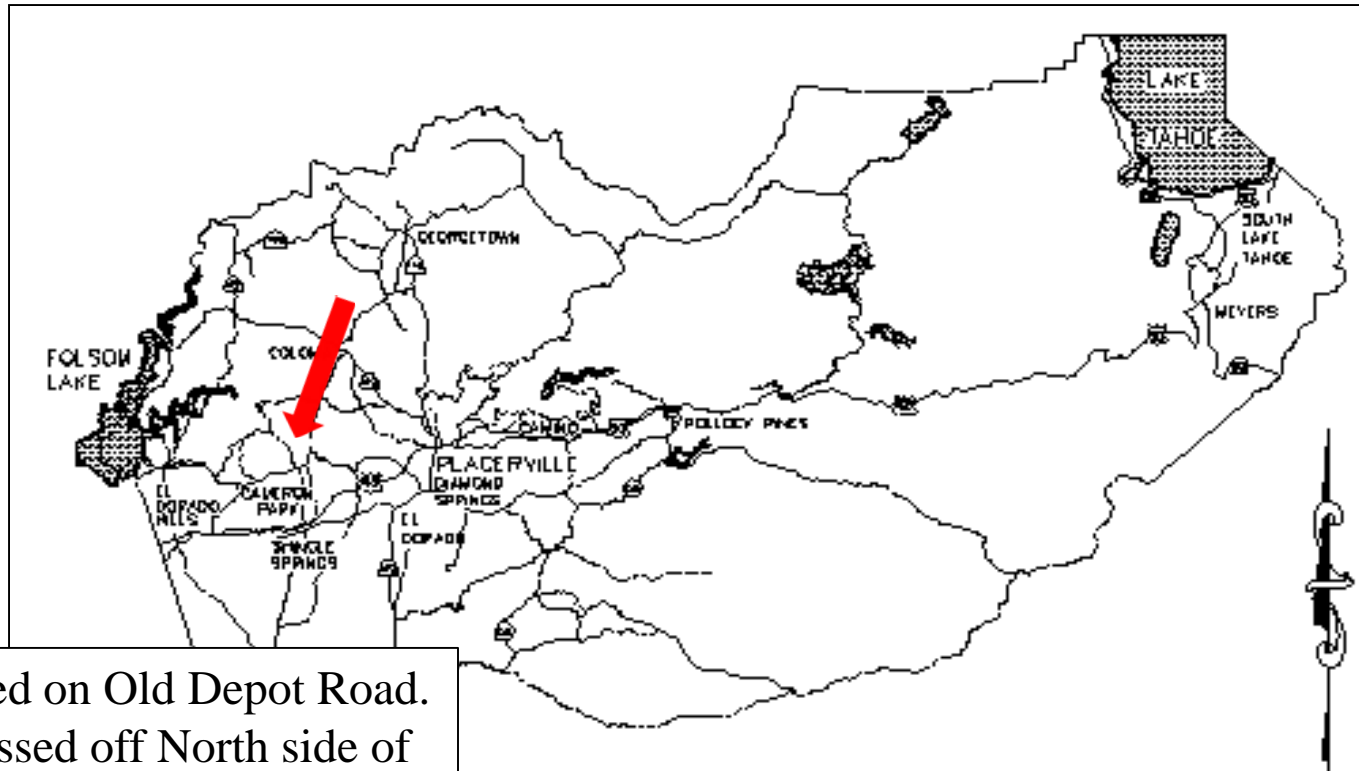 LAKE
TAHOE
SOUTH
LAKE
TAHOE
MEYERS
GEORGETOWN
FOLSOM
LAKE
POLLOCK PINES
CAMINO
PLACERVILLE
DIAMOND
SPRINGS
EL
DORADO
HILLS
CAMERON
PARK
EL
DORADO
SHINGLE
SPRINGS
ed on Old Depot Road.
ssed off North side of